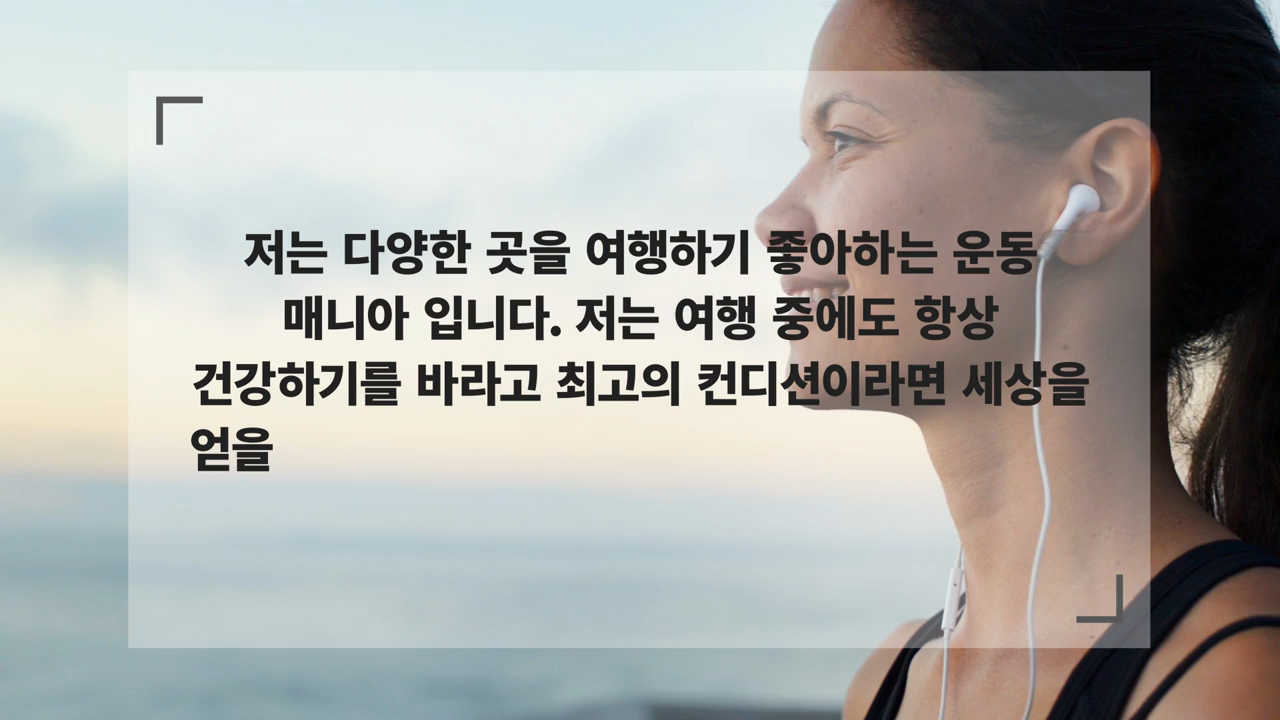 저는 다양한 곳을 여행하기 좋아하는 운동
매니아 입니다. 저는 여행 중에도 항상
건강하기를 바라고 최고의 컨디션이라면 세상을
얻을